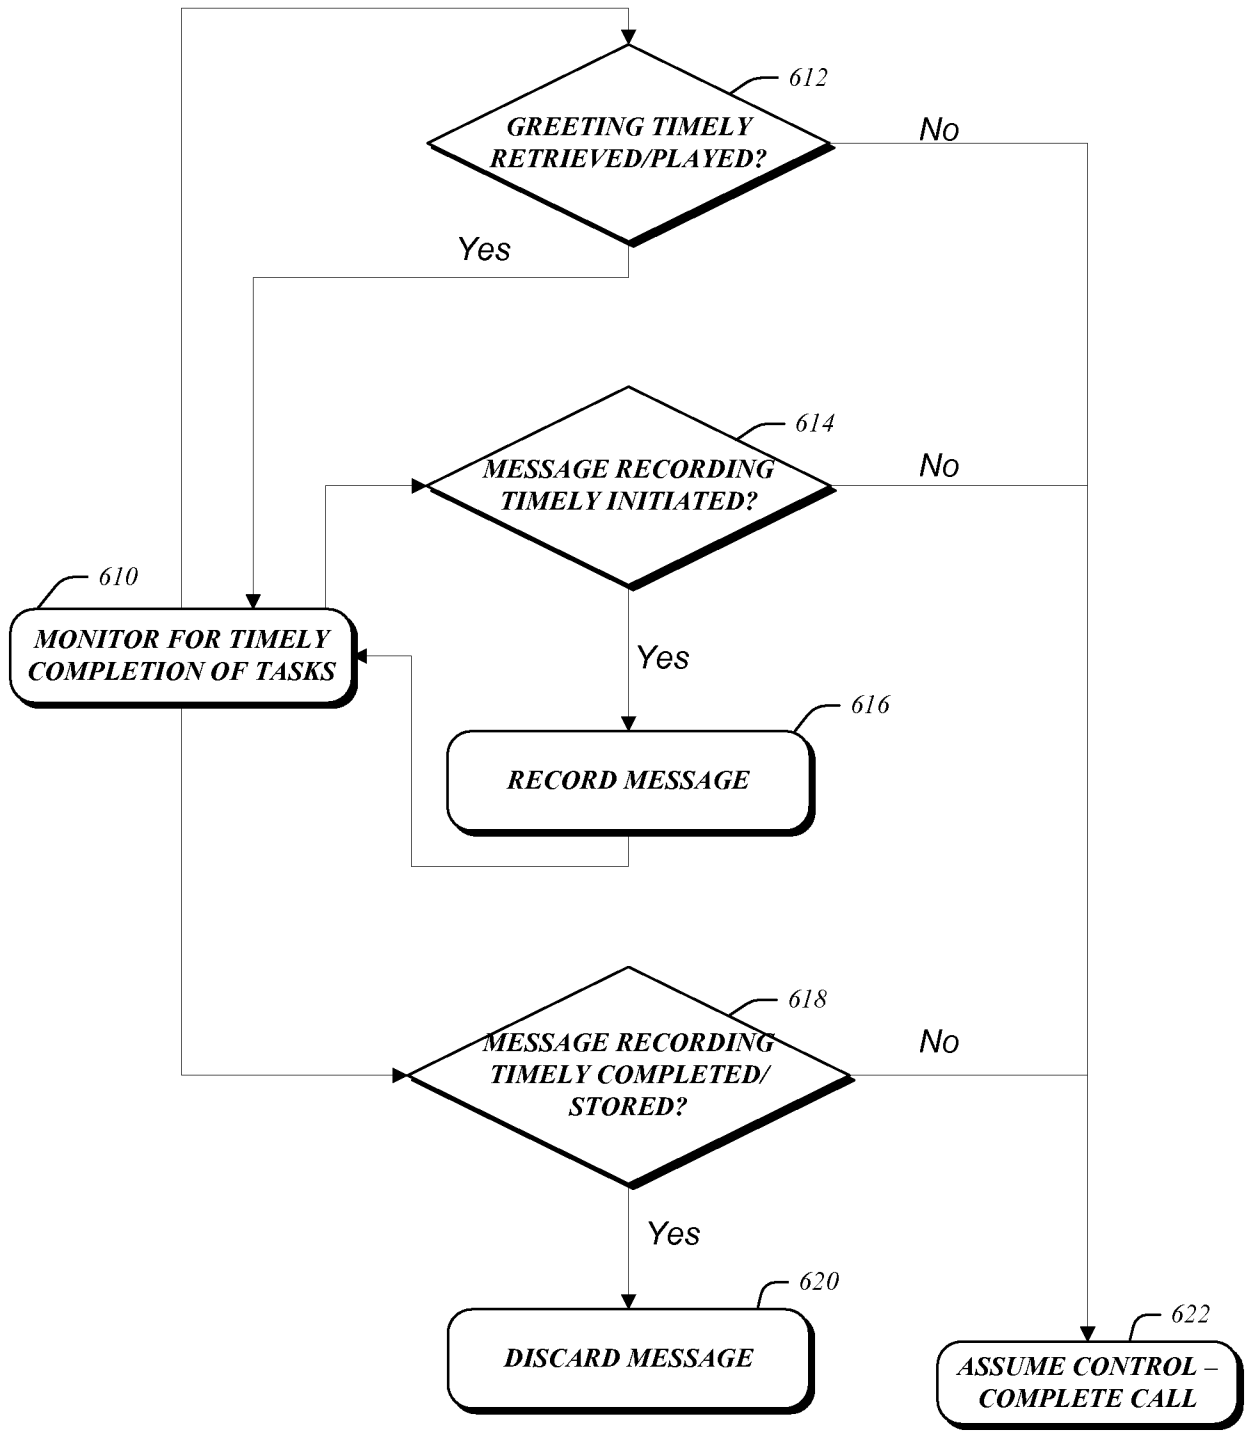 612
GREETING TIMELY
RETRIEVED/PLAYED?
No
Yes
614
MESSAGE RECORDING
TIMELY INITIATED?
No
610
MONITOR FOR TIMELY
COMPLETION OF TASKS
Yes
616
RECORD MESSAGE
618
MESSAGE RECORDING
TIMELY COMPLETED/
STORED?
No
Yes
620
DISCARD MESSAGE
622
ASSUME CONTROL –
COMPLETE CALL